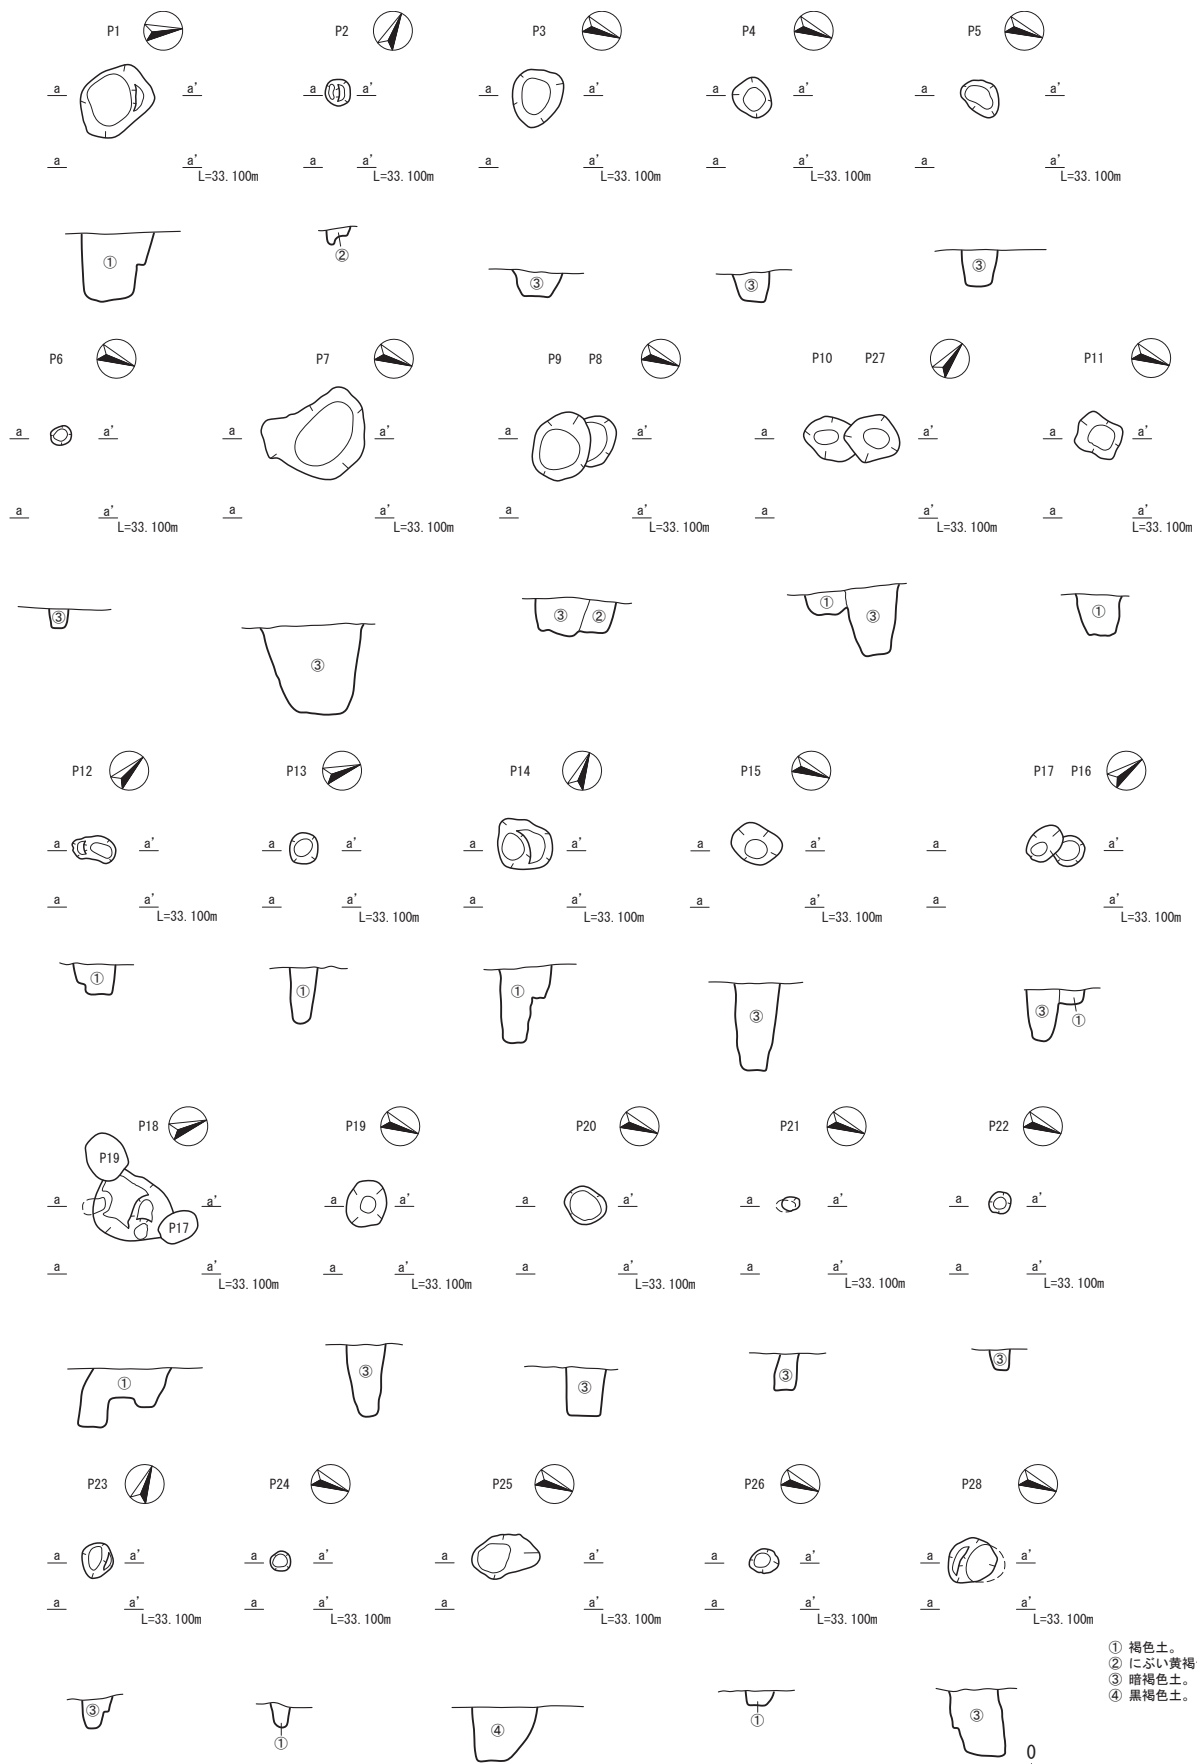 P1 P2 P3 P4 P5
a a' a a' a a' a a' a a'
a a' a a' a a' a a' a a'
L=33.100m L=33.100m L=33.100m L=33.100m L=33.100m
① ② ③ ③ ③
P6 P7 P9 P8 P10 P27 P11
a a' a a' a a' a a' a a'
a a' a a' a a' a a' a a'
L=33.100m L=33.100m L=33.100m L=33.100m L=33.100m
③ ③ ③ ② ① ③ ①
P12 P13 P14 P15 P17 P16
a a' a a' a a' a a' a a'
a a' a a' a a' a a' a a'
L=33.100m L=33.100m L=33.100m L=33.100m L=33.100m
① ① ① ③ ③ ①
P18 P19 P20 P21 P22
P19
a a' a a' a a' a a' a a'
P17
a a' a a' a a' a a' a a'
L=33.100m L=33.100m L=33.100m L=33.100m L=33.100m
① ③ ③ ③ ③
P23 P24 P25 P26 P28
a a' a a' a a' a a' a a'
a a' a a' a a' a a' a a'
L=33.100m L=33.100m L=33.100m L=33.100m L=33.100m
③ ① ④ ① ③
① 褐色土。
② にぶい黄褐
③ 暗褐色土。
④ 黒褐色土。
0